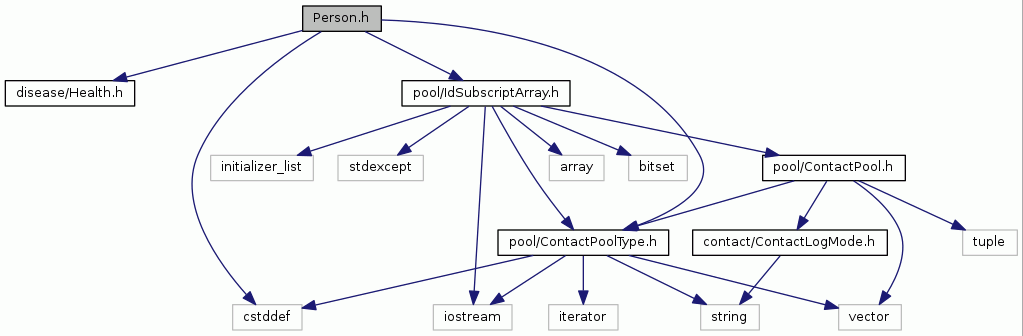 Person.h
disease/Health.h
pool/IdSubscriptArray.h
initializer_list
stdexcept
array
bitset
pool/ContactPool.h
pool/ContactPoolType.h
contact/ContactLogMode.h
tuple
cstddef
iostream
iterator
string
vector